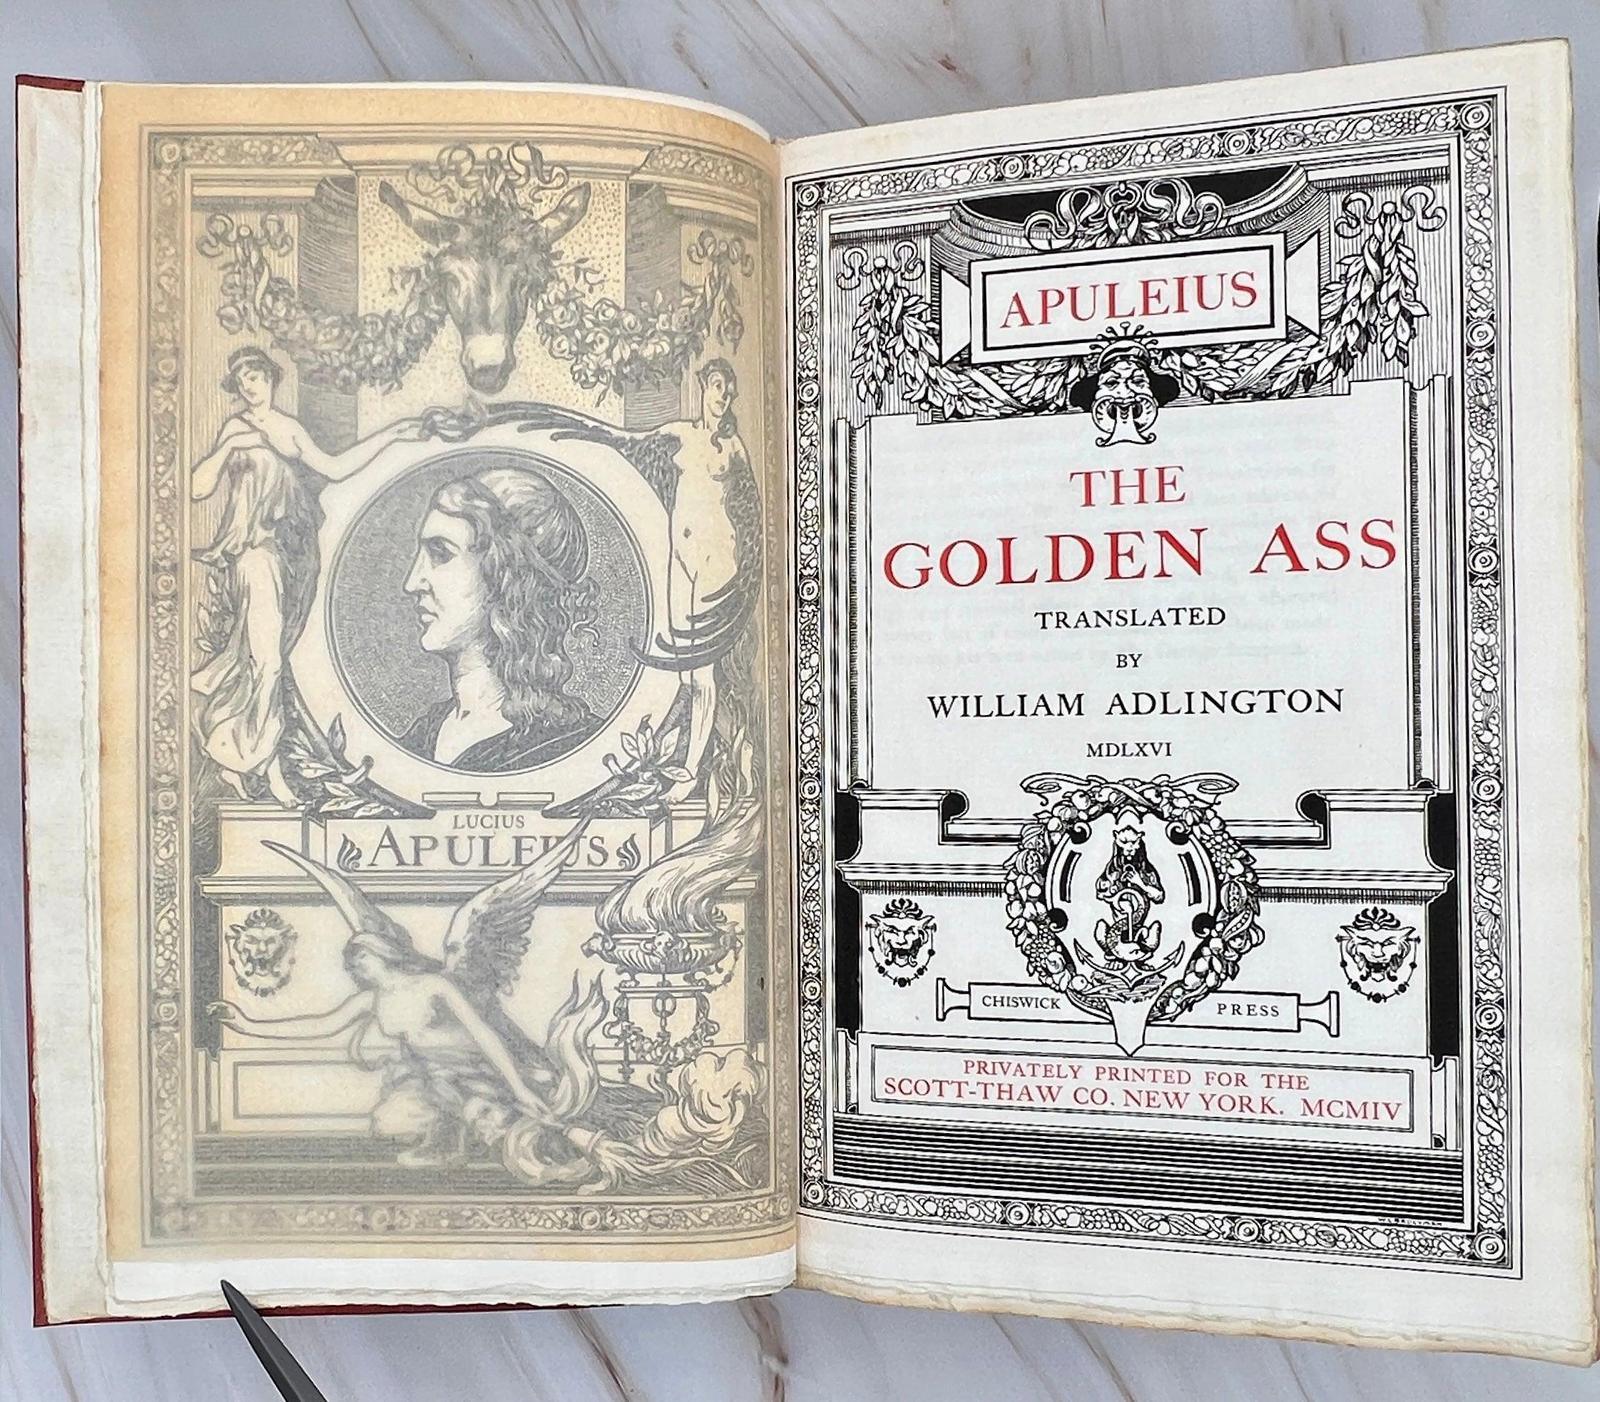 LUCIUS
APULEIUS
APULEIUS
THE
GOLDEN ASS
TRANSLATED
BY
WILLIAM ADLINGTON
MDLXVI
CHISWICK PRESS
PRIVATELY PRINTED FOR THE
SCOTT-THAW CO. NEW YORK. MCMIV